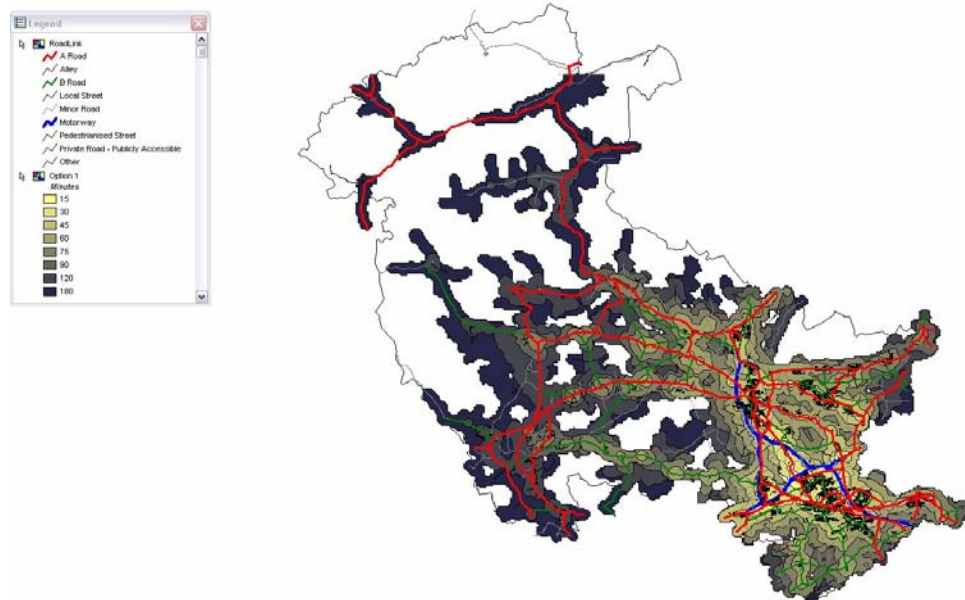 Legend
RoadLink
A Road
Alley
B Road
Local Street
Minor Road
Motorway
Pedestrianised Street
Private Road - Publicly Accessible
Other
Option 1
Minutes
15
30
45
60
75
90
120
180